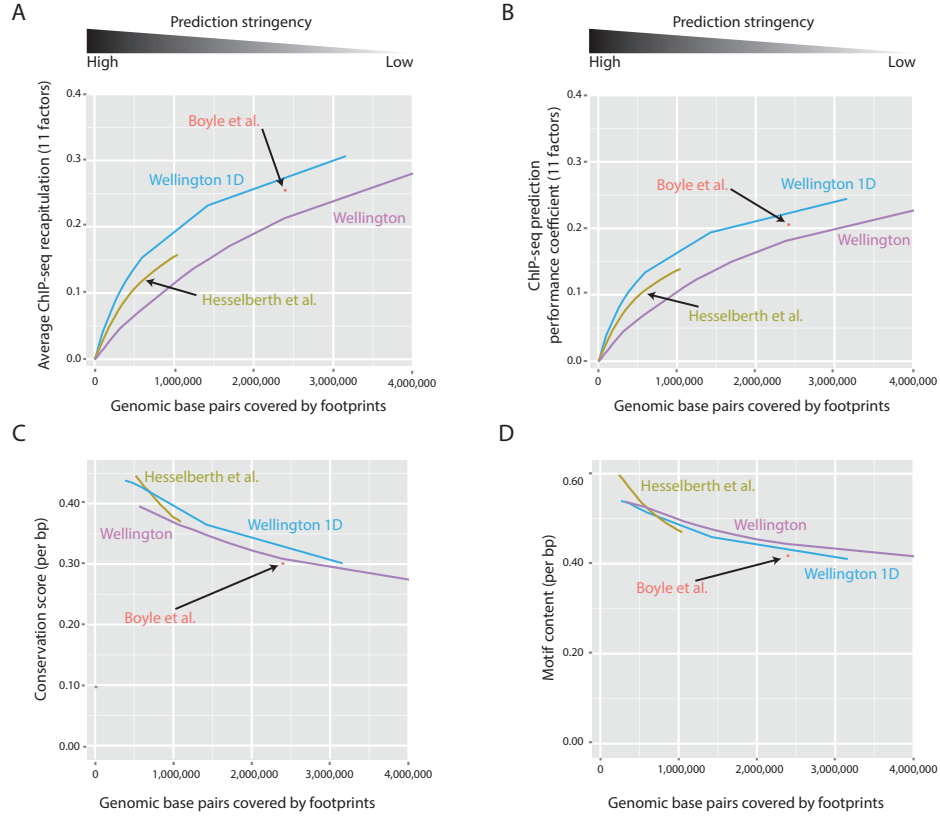 A
Prediction stringency
High
Low
Average ChIP-seq recapitulation (11 factors)
0.4
0.3
0.2
0.1
0.0
Boyle et al.
Wellington 1D
Wellington
Hesselberth et al.
0
1,000,000
2,000,000
3,000,000
4,000,000
Genomic base pairs covered by footprints
B
Prediction stringency
High
Low
ChIP-seq prediction
performance coefficient (11 factors)
0.4
0.3
0.2
0.1
0.0
Boyle et al.
Wellington 1D
Wellington
Hesselberth et al.
0
1,000,000
2,000,000
3,000,000
4,000,000
Genomic base pairs covered by footprints
C
Conservation score (per bp)
0.40
0.30
0.20
0.10
0.00
Hesselberth et al.
Wellington 1D
Wellington
Boyle et al.
0
1,000,000
2,000,000
3,000,000
4,000,000
Genomic base pairs covered by footprints
D
Motif content (per bp)
0.60
0.40
0.20
0.00
Hesselberth et al.
Wellington
Wellington 1D
Boyle et al.
0
1,000,000
2,000,000
3,000,000
4,000,000
Genomic base pairs covered by footprints